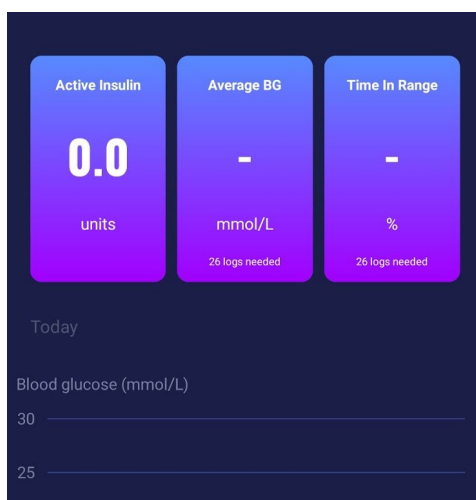 Active Insulin
0.0
units
Average BG
-
mmol/L
26 logs needed
Time In Range
-
%
26 logs needed
Today
Blood glucose (mmol/L)
30
25